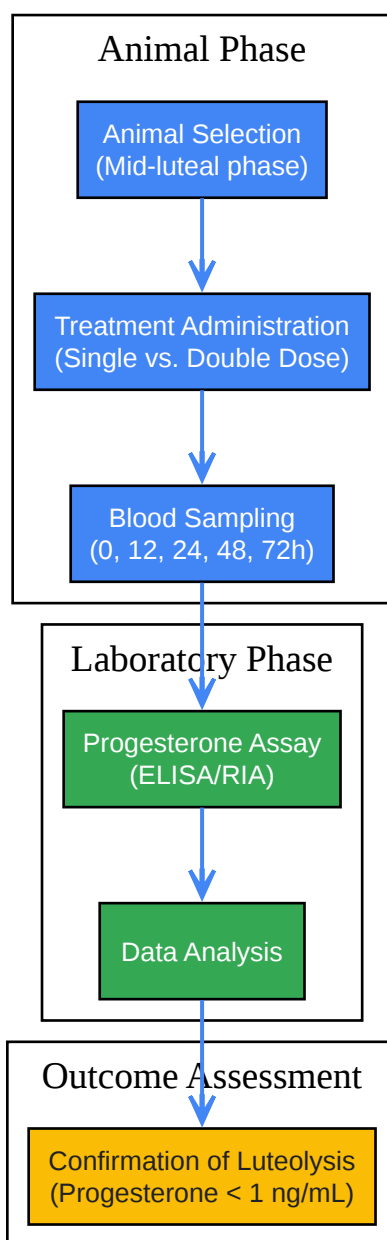 Animal Phase
Animal Selection
(Mid-luteal phase)
Treatment Administration
(Single vs. Double Dose)
Blood Sampling
(0, 12, 24, 48, 72h)
Laboratory Phase
Progesterone Assay
(ELISA/RIA)
Data Analysis
Outcome Assessment
Confirmation of Luteolysis
(Progesterone < 1 ng/mL)